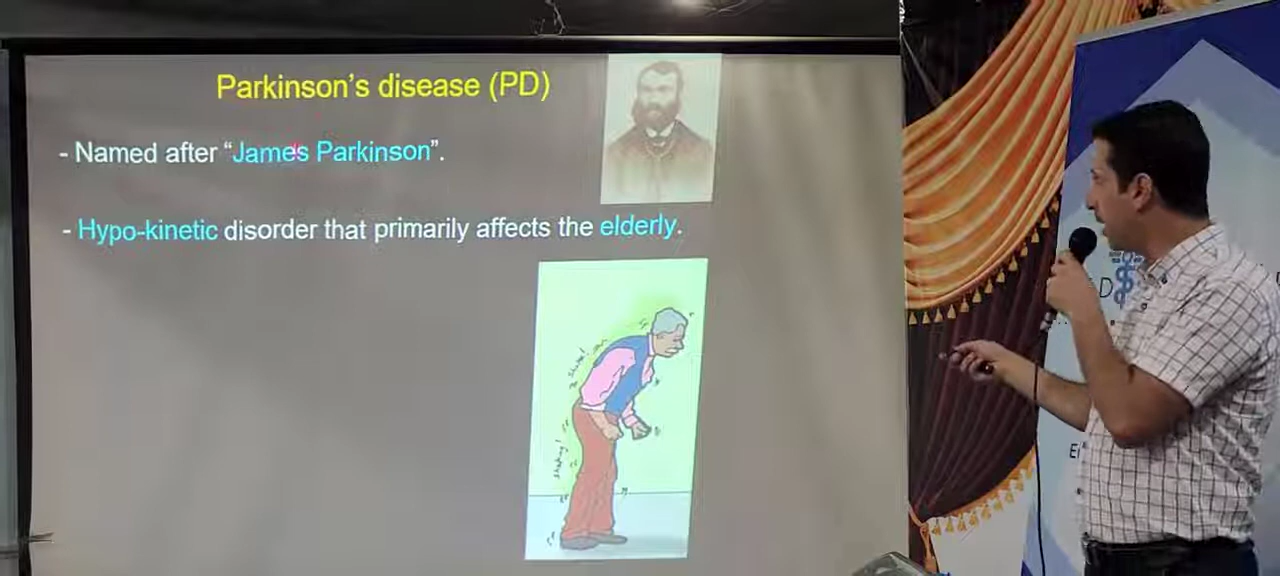 Parkinson's disease (PD)
- Named after “James Parkinson”.
- Hypo-kinetic disorder that primarily affects the elderly.
D